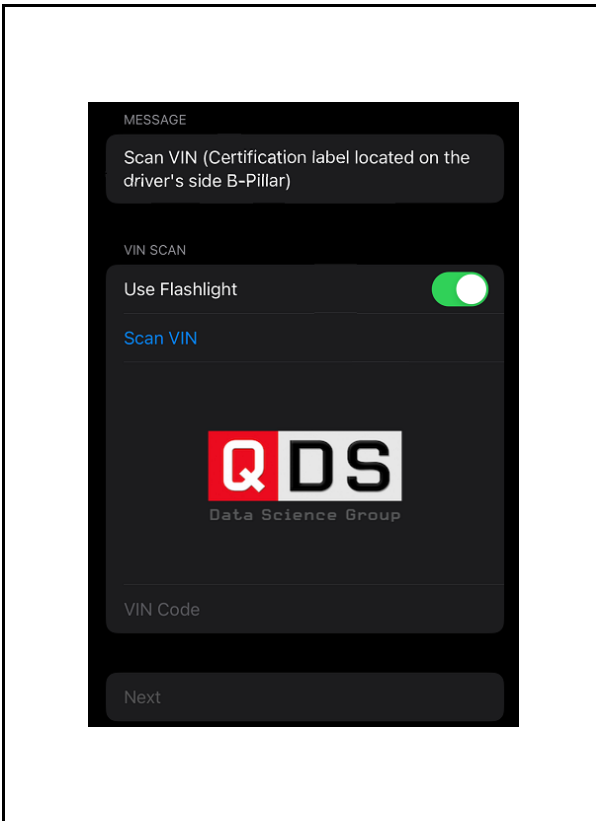 MESSAGE
Scan VIN (Certification label located on the
driver's side B-Pillar)
VIN SCAN
Use Flashlight
Scan VIN
QDS
Data Science Group
VIN Code
Next